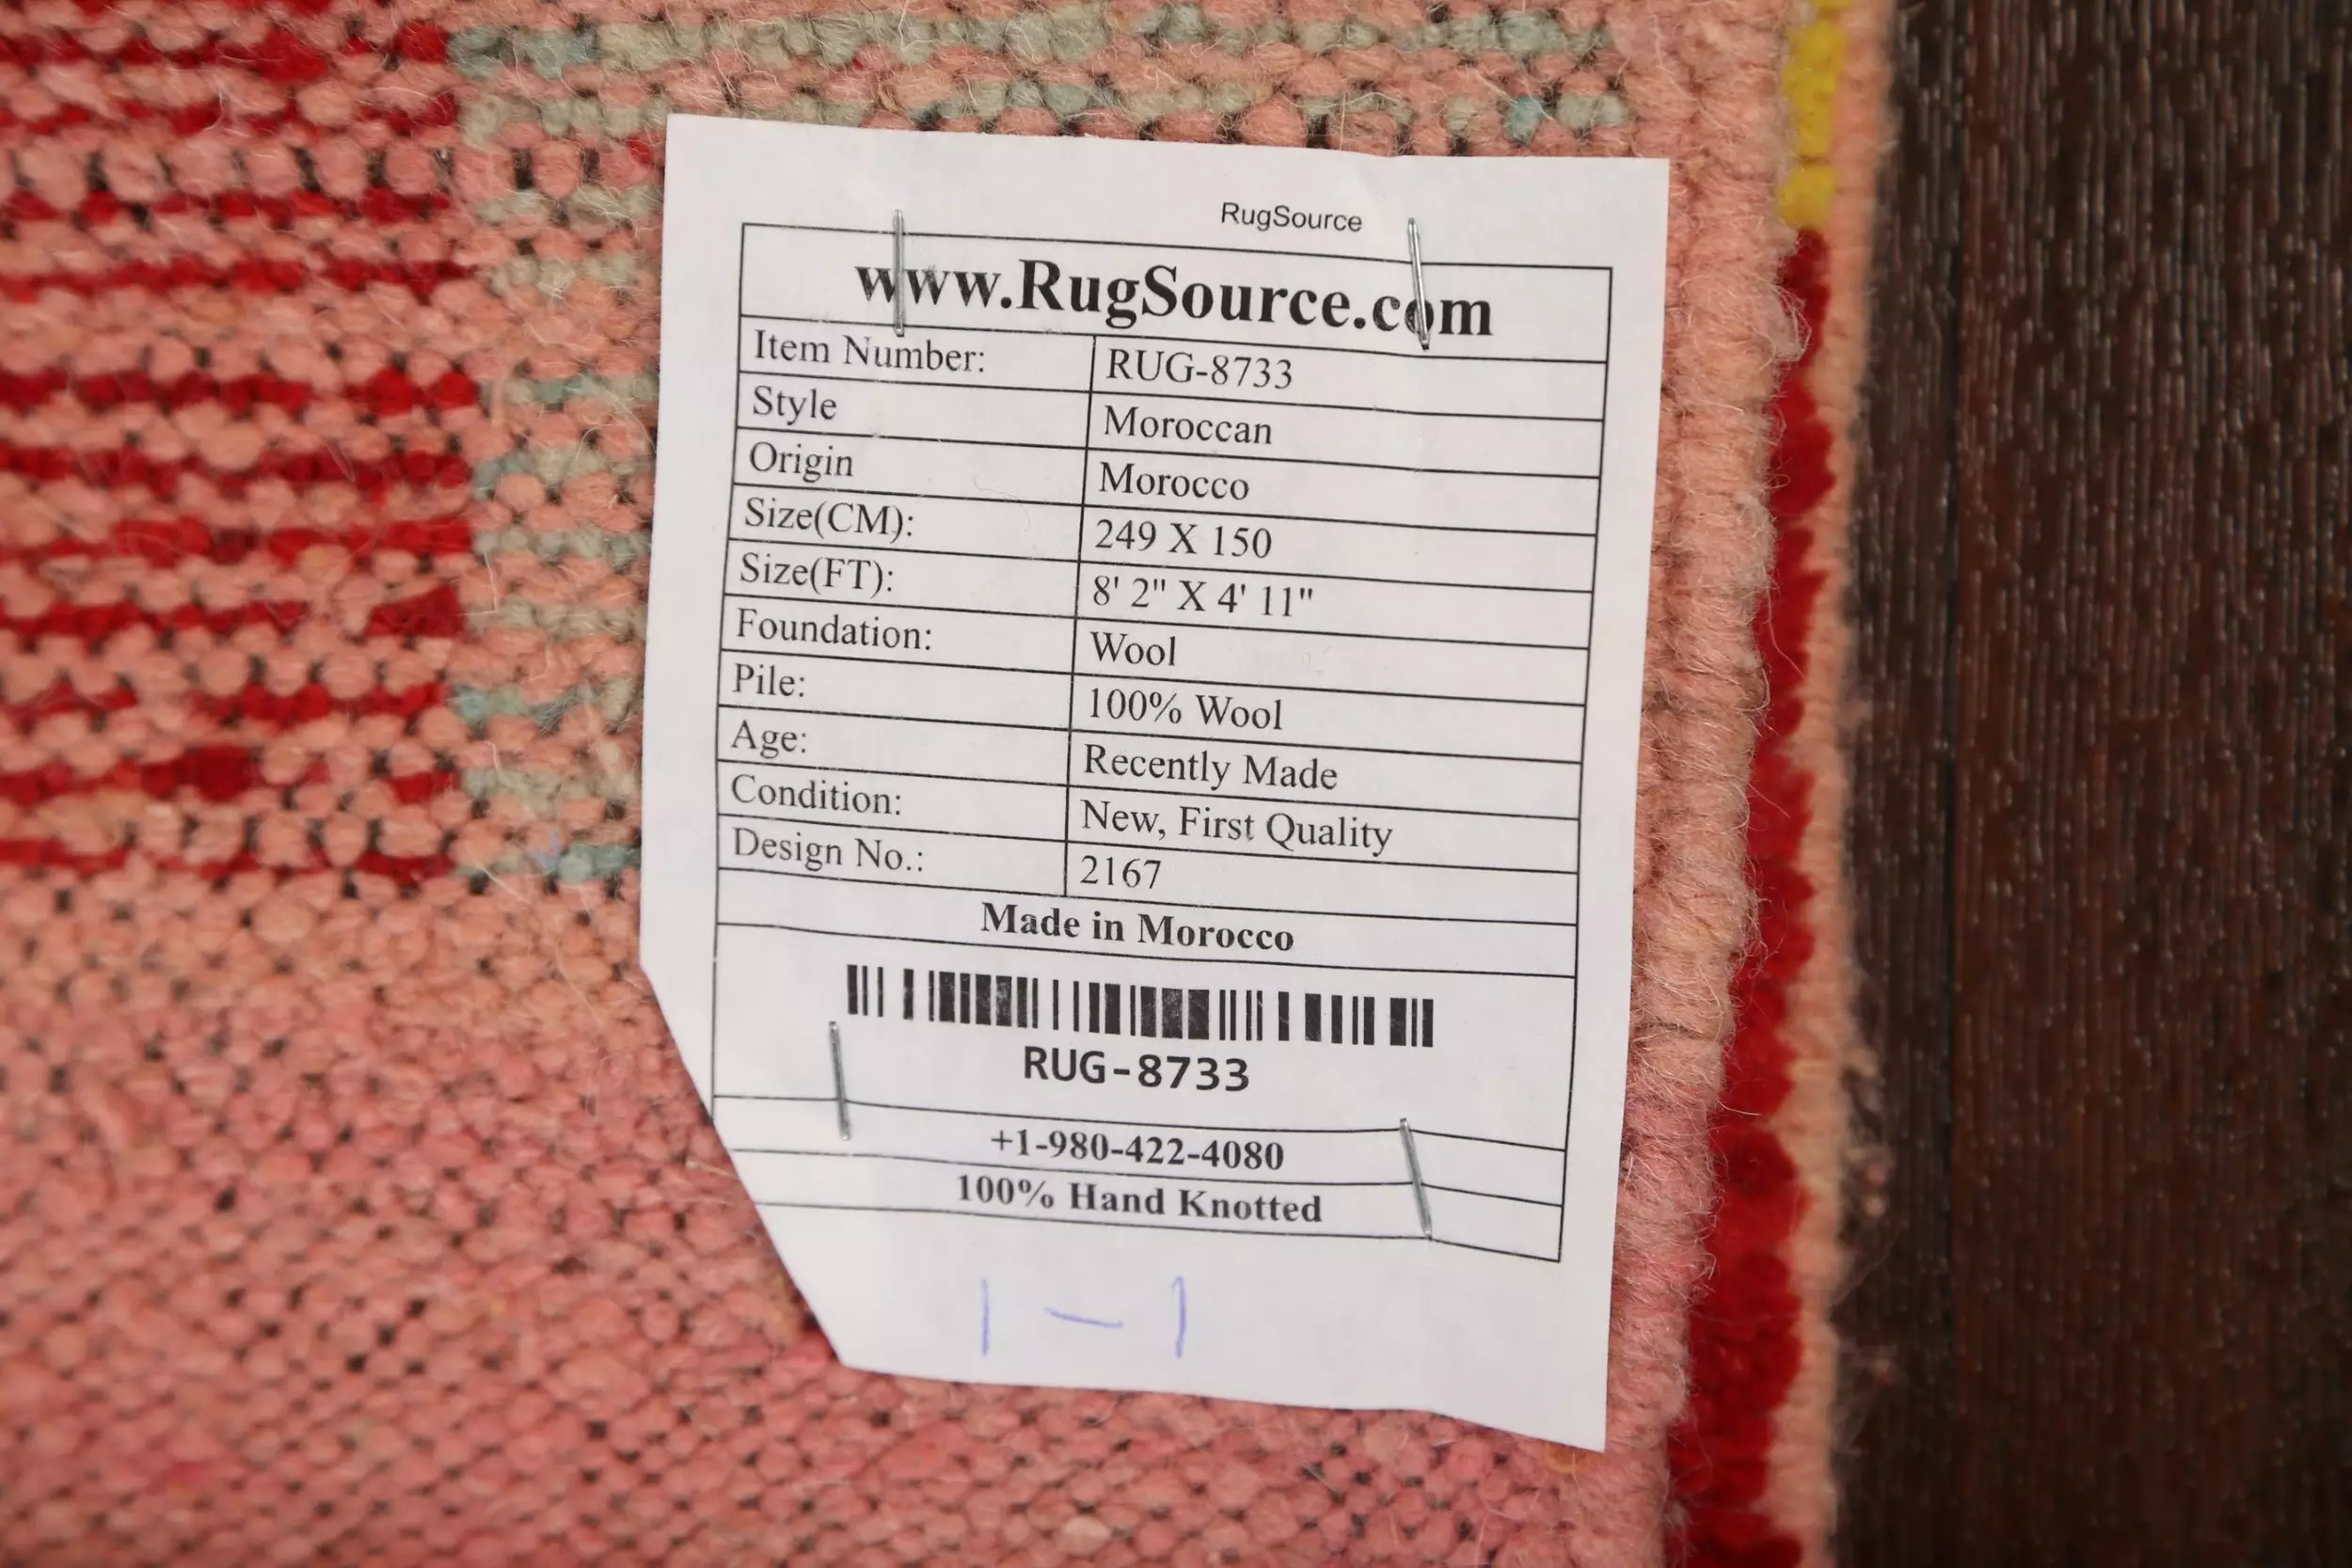 RugSource
www.RugSource.com
Item Number: RUG-8733
Style Moroccan
Origin Morocco
Size(CM): 249 X 150
Size(FT): 8' 2" X 4' 11"
Foundation: Wool
Pile: 100% Wool
Age: Recently Made
Condition: New, First Quality
Design No.: 2167
Made in Morocco
RUG-8733
+1-980-422-4080
100% Hand Knotted
1-1